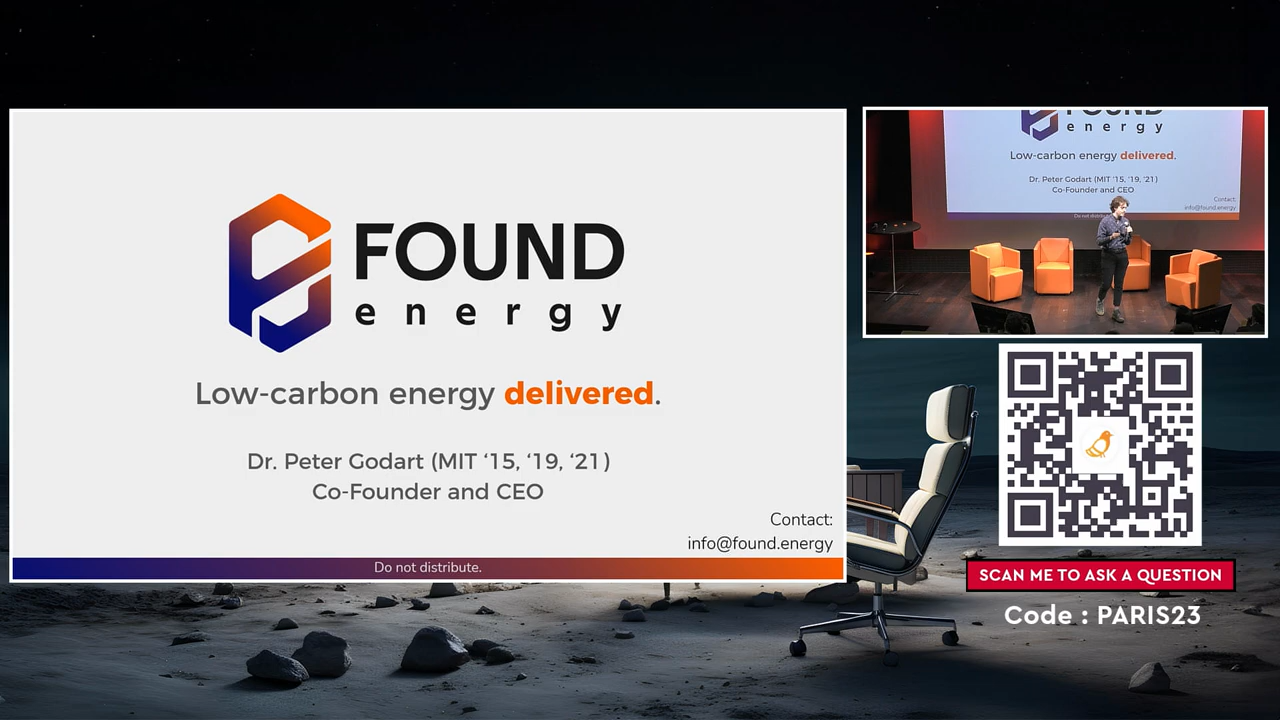 FOUND
energy
Low-carbon energy delivered.
Dr. Peter Godart (MIT ‘15, ‘19, ‘21)
Co-Founder and CEO
Contact:
info@found.energy
Do not distribute.
FOUND
energy
Low-carbon energy delivered.
Dr. Peter Godart (MIT ‘15, ‘19, ‘21)
Co-Founder and CEO
Contact:
info@found.energy
SCAN ME TO ASK A QUESTION
Code : PARIS23